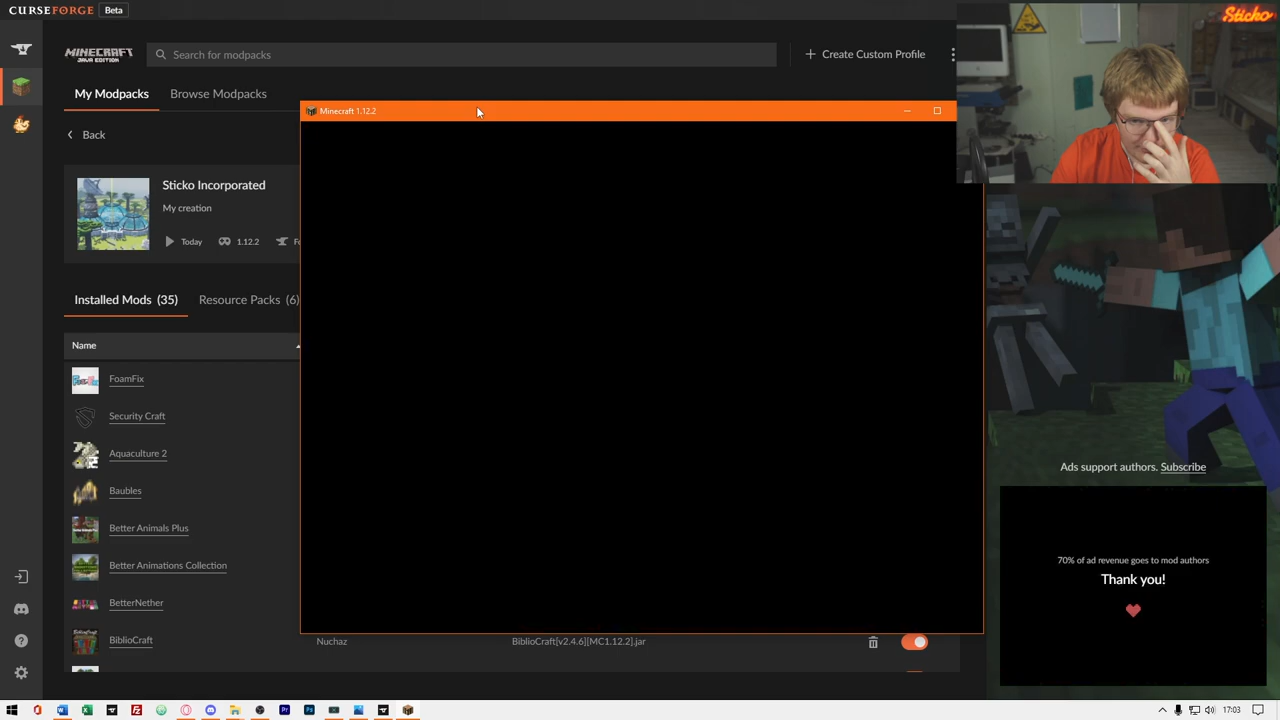 CURSEFORGE Beta
Sticko
MINECRAFT
JAVA EDITION
Search for modpacks
Create Custom Profile
My Modpacks
Browse Modpacks
Minecraft 1.12.2
Back
Sticko Incorporated
My creation
Today
1.12.2
Fo
Installed Mods (35)
Resource Packs (6)
Name
FoamFix
Security Craft
Aquaculture 2
Baubles
Better Animals Plus
Better Animations Collection
BetterNether
BiblioCraft
Nuchaz
BiblioCraft[v2.4.6][MC1.12.2].jar
Ads support authors. Subscribe
70% of ad revenue goes to mod authors
Thank you!
17:03